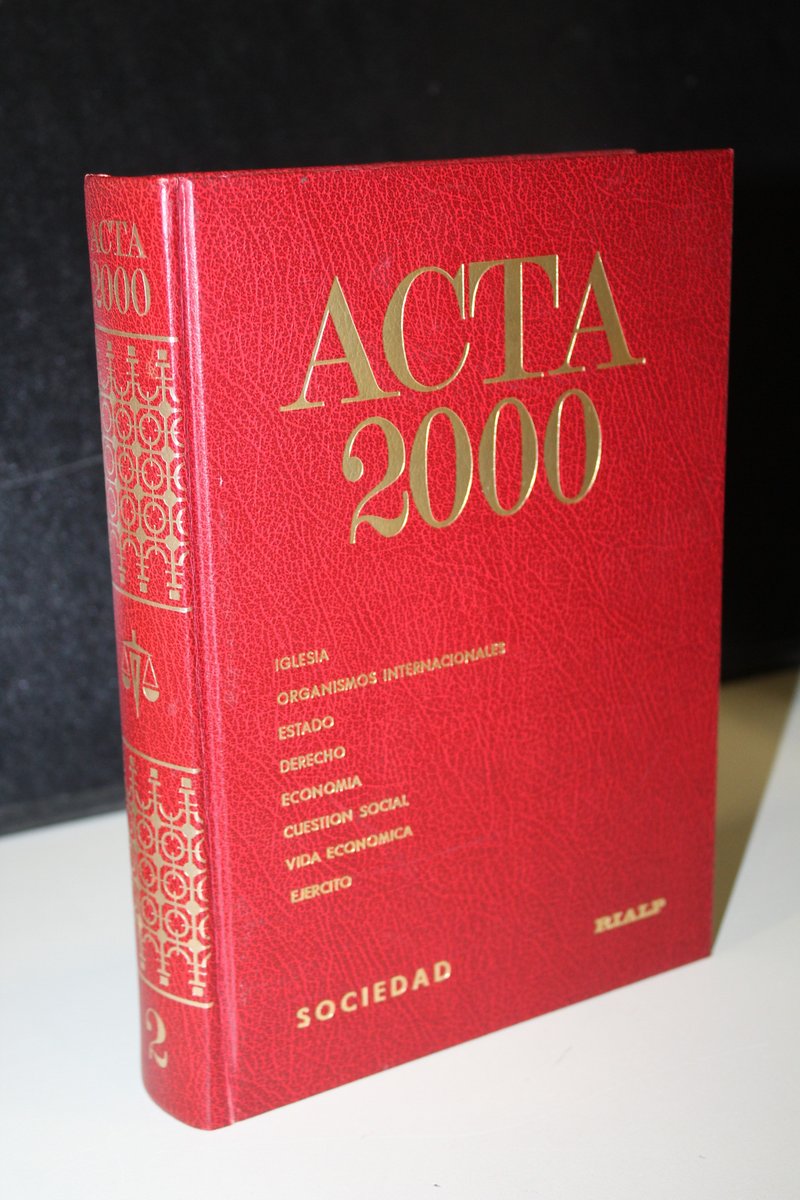 ACTA
2000
2
ACTA
2000
IGLESIA
ORGANISMOS INTERNACIONALES
ESTADO
DERECHO
ECONOMIA
CUESTION SOCIAL
VIDA ECONOMICA
EJERCITO
RIALP
SOCIEDAD